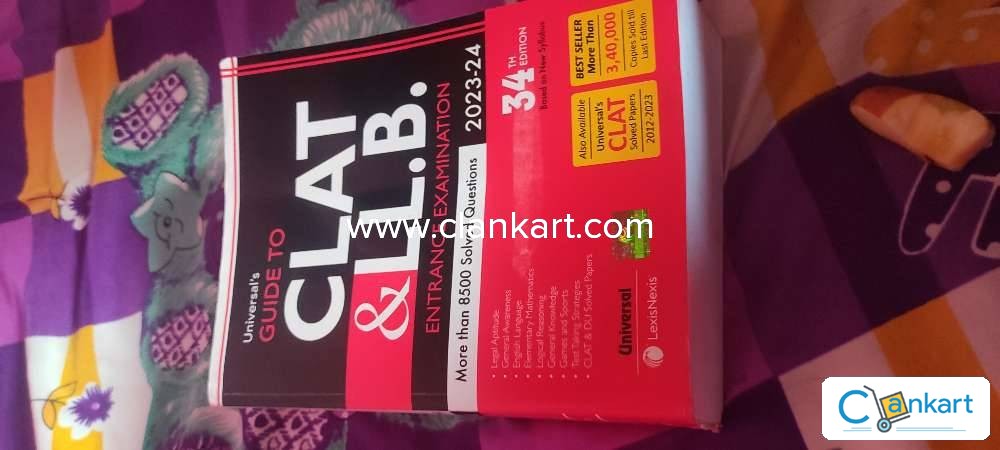 Universal's
GUIDE TO
CLAT
& LL.B.
ENTRANCE EXAMINATION
More than 8500 Solved Questions
2023-24
34TH
EDITION
Based on New Syllabus
BEST SELLER
More Than
3,40,000
Copies Sold till
Last Edition
Also Available
Universal's
CLAT
Solved Papers
2012-2023
• Legal Aptitude
• General Awareness
• English Language
• Elementary Mathematics
• Logical Reasoning
• General Knowledge
• Games and Sports
• Test Taking Strategies
• CLAT & DU Solved Papers
Universal
LexisNexis
www.clankart.com
Clankart